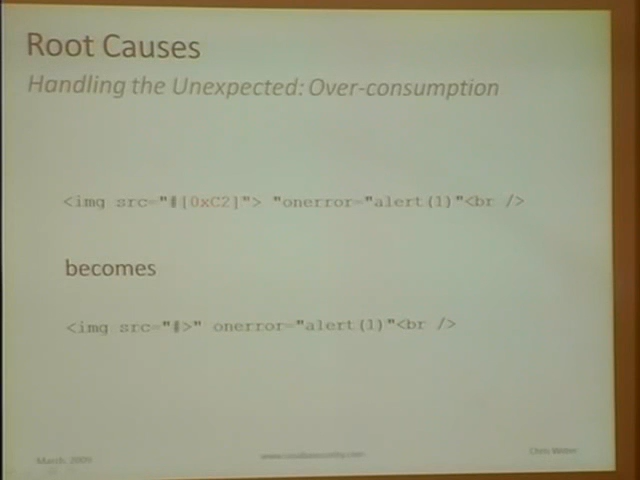 Root Causes
Handling the Unexpected: Over-consumption
<img src="#[0xC2]"> "onerror="alert(1)"<br />
becomes
<img src="#>" onerror="alert(1)"<br />
March, 2009
Chris Weber